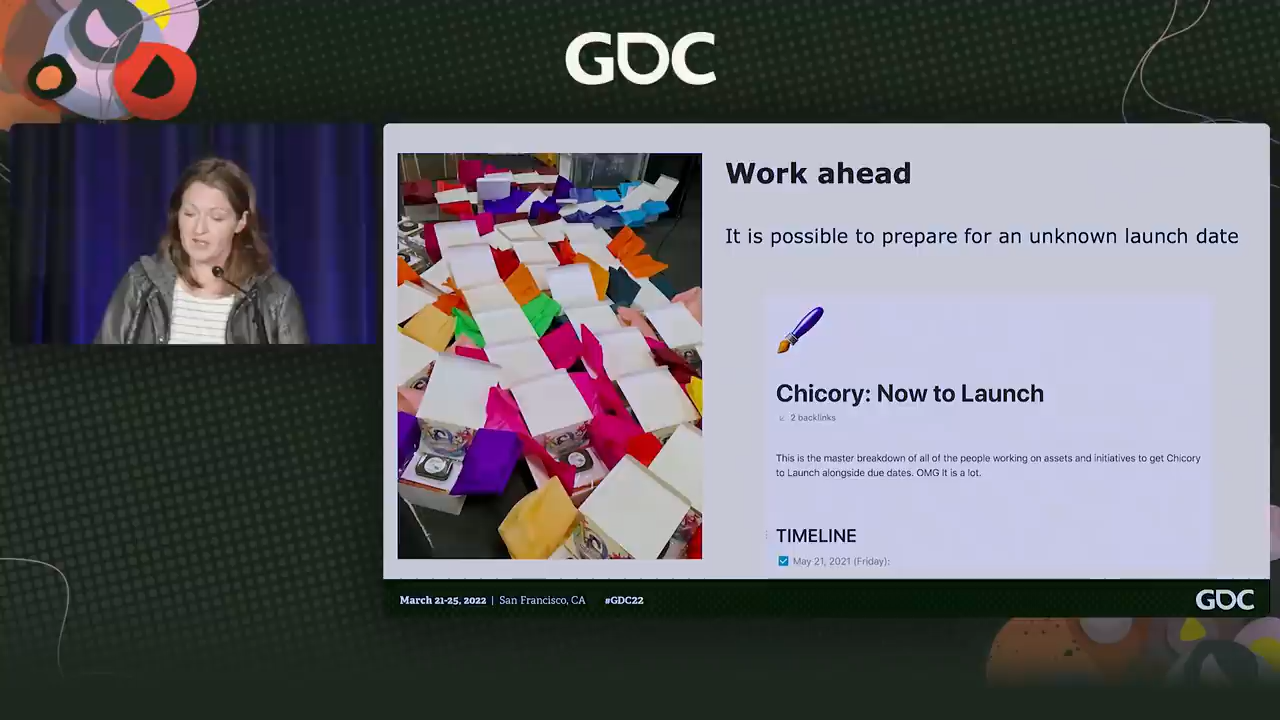 GDC
Work ahead
It is possible to prepare for an unknown launch date
Chicory: Now to Launch
2 backlinks
This is the master breakdown of all of the people working on assets and initiatives to get Chicory
to Launch alongside due dates. OMG It is a lot.
TIMELINE
May 21, 2021 (Friday):
March 21-25, 2022 | San Francisco, CA #GDC22
GDC